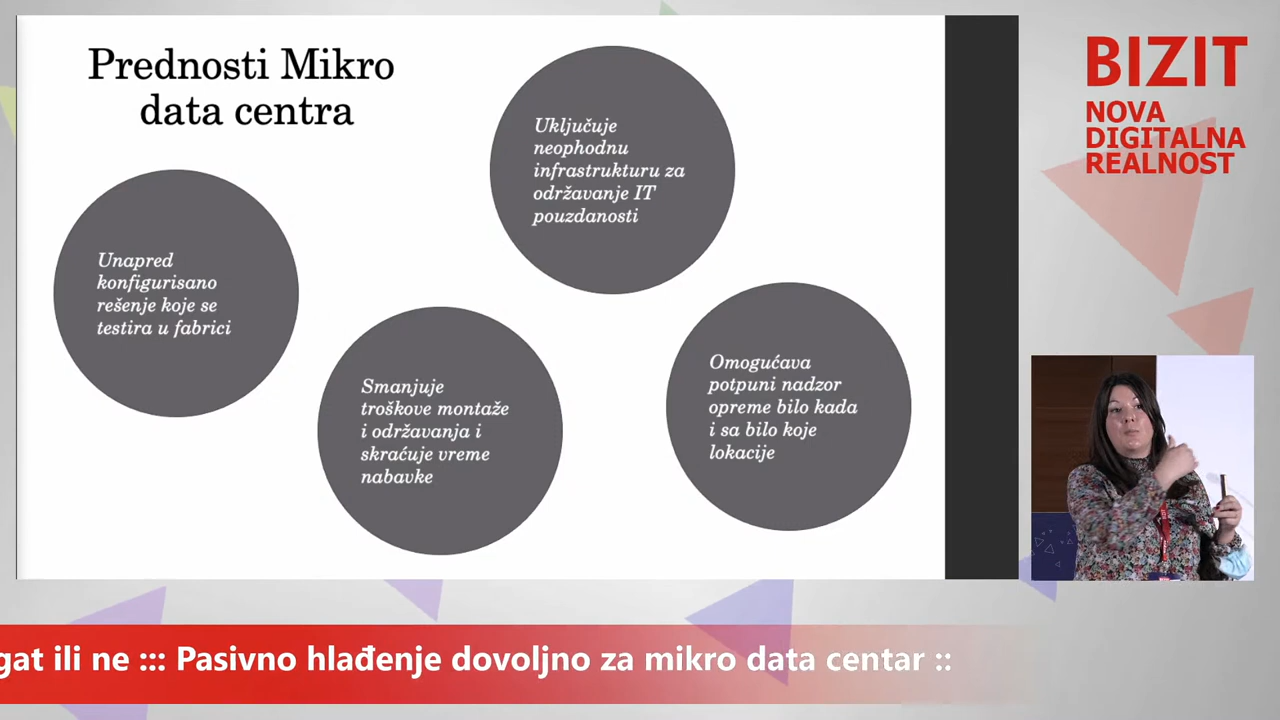 Prednosti Mikro
data centra
Uključuje
neophodnu
infrastrukturu za
održavanje IT
pouzdanosti
Unapred
konfigurisano
rešenje koje se
testira u fabrici
Smanjuje
troškove montaže
i održavanja i
skraćuje vreme
nabavke
Omogućava
potpuni nadzor
opreme bilo kada
i sa bilo koje
lokacije
BIZIT
NOVA
DIGITALNA
REALNOST
gat ili ne ::: Pasivno hlađenje dovoljno za mikro data centar ::